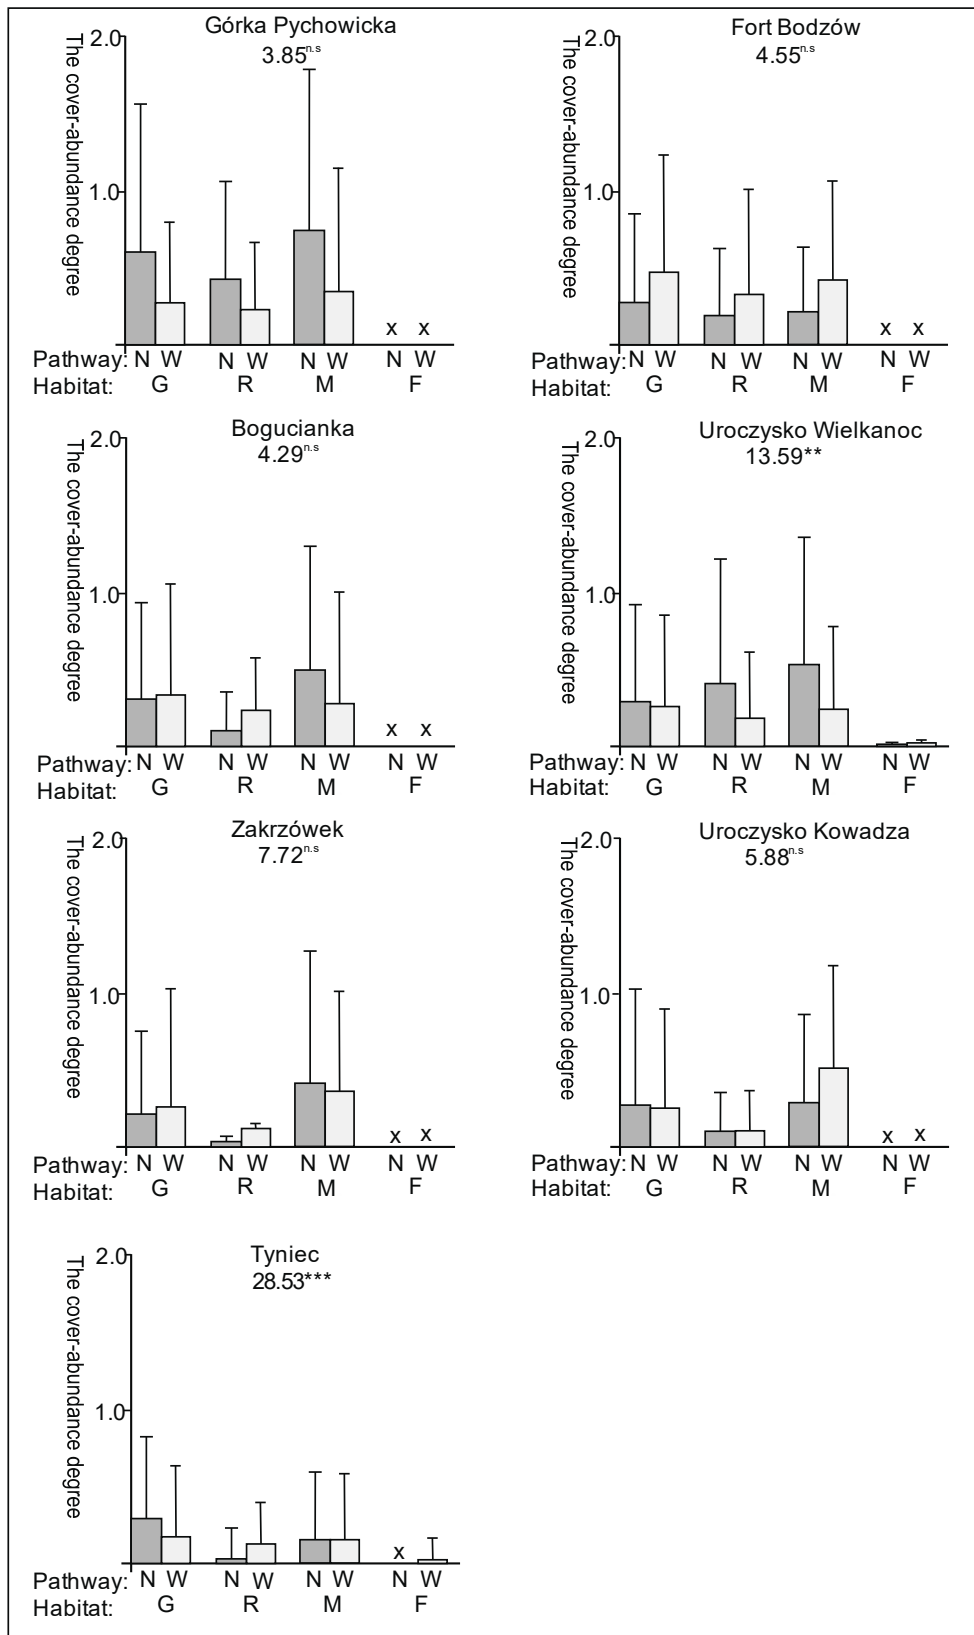 Górka Pychowicka
3.85n.s
2.0
1.0
The cover-abundance degree
x x
Pathway: N W N W N W N W
Habitat: G R M F
Fort Bodzów
4.55n.s
2.0
1.0
The cover-abundance degree
x x
N W N W N W N W
G R M F
Bogucianka
4.29n.s
2.0
1.0
The cover-abundance degree
x x
Pathway: N W N W N W N W
Habitat: G R M F
Uroczysko Wielkanoc
13.59**
2.0
1.0
The cover-abundance degree
Pathway: N W N W N W N W
Habitat: G R M F
Zakrzówek
7.72n.s
2.0
1.0
The cover-abundance degree
x x
Pathway: N W N W N W N W
Habitat: G R M F
Uroczysko Kowadza
5.88n.s
2.0
1.0
The cover-abundance degree
x x
Pathway: N W N W N W N W
Habitat: G R M F
Tyniec
28.53***
2.0
1.0
The cover-abundance degree
x
Pathway: N W N W N W N W
Habitat: G R M F